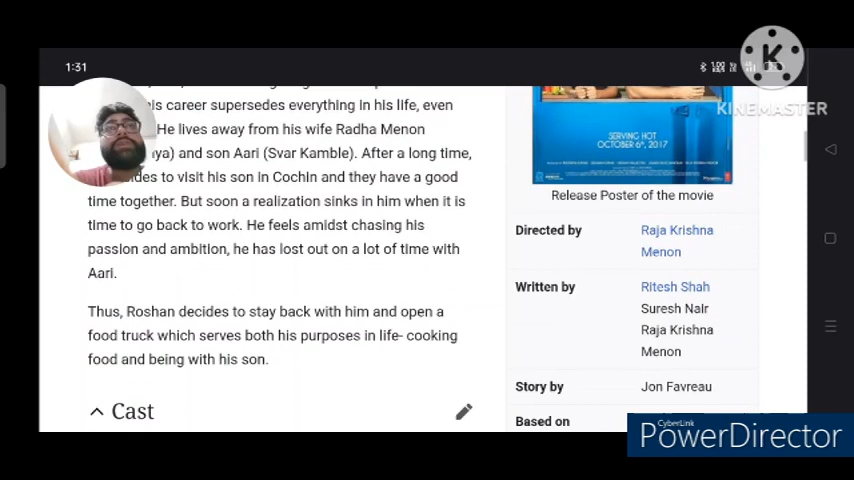 1:31
KINEMASTER
K
his career supersedes everything in his life, even
He lives away from his wife Radha Menon
and son Aari (Svar Kamble). After a long time,
to visit his son in Cochin and they have a good
time together. But soon a realization sinks in him when it is
time to go back to work. He feels amidst chasing his
passion and ambition, he has lost out on a lot of time with
Aari.
Thus, Roshan decides to stay back with him and open a
food truck which serves both his purposes in life- cooking
food and being with his son.
Cast
SERVING HOT
OCTOBER 6TH, 2017
Release Poster of the movie
Directed by
Raja Krishna
Menon
Written by
Ritesh Shah
Suresh Nair
Raja Krishna
Menon
Story by
Jon Favreau
Based on
CyberLink
PowerDirector